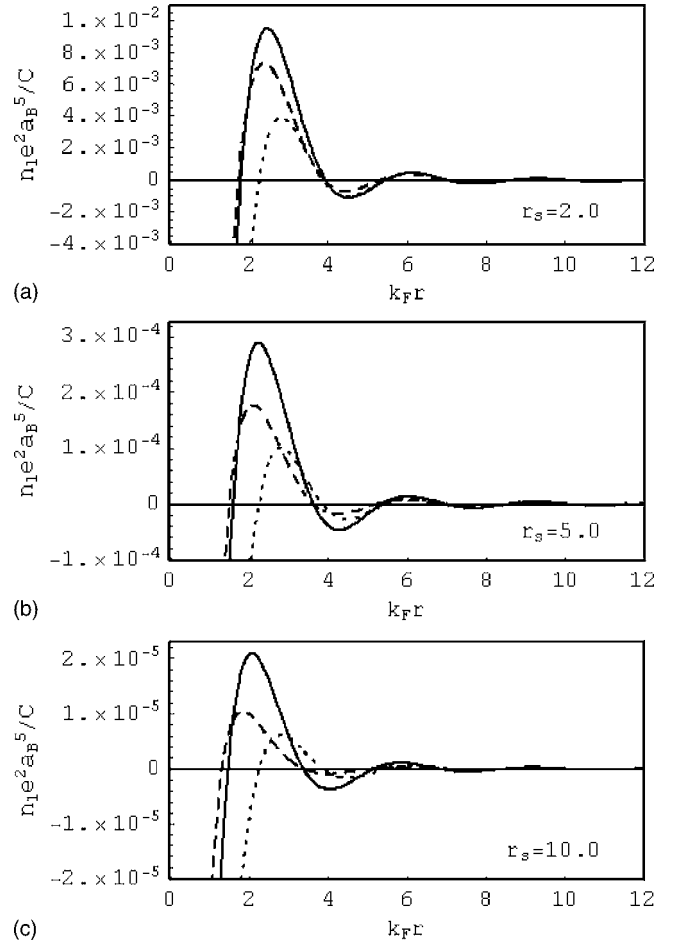 1.×10⁻²
8.×10⁻³
6.×10⁻³
4.×10⁻³
2.×10⁻³
0
-2.×10⁻³
-4.×10⁻³
n₁e²a_B⁵/C
r_s=2.0
0 2 4 6 8 10 12
(a) k_Fr
3.×10⁻⁴
2.×10⁻⁴
1.×10⁻⁴
0
-1.×10⁻⁴
n₁e²a_B⁵/C
r_s=5.0
0 2 4 6 8 10 12
(b) k_Fr
2.×10⁻⁵
1.×10⁻⁵
0
-1.×10⁻⁵
-2.×10⁻⁵
n₁e²a_B⁵/C
r_s=10.0
0 2 4 6 8 10 12
(c) k_Fr